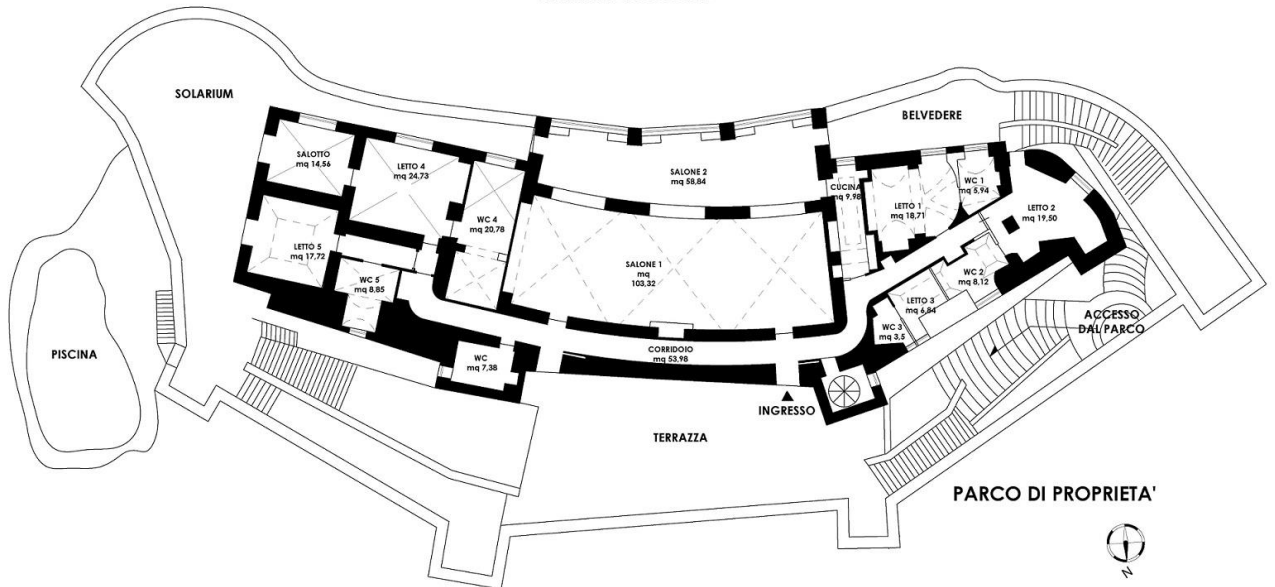 SOLARIUM
BELVEDERE
SALOTTO
mq 14,56
LETTO 4
mq 24,73
SALONE 2
mq 58,84
CUCINA
mq 9,98
WC 1
mq 5,94
LETTO 1
mq 18,71
LETTO 2
mq 19,50
WC 4
mq 20,78
LETTO 5
mq 17,72
SALONE 1
mq
103,32
WC 5
mq 8,85
WC 2
mq 8,12
LETTO 3
mq 6,84
WC 3
mq 3,5
ACCESSO
DAL PARCO
PISCINA
WC
mq 7,38
CORRIDOIO
mq 53,98
INGRESSO
TERRAZZA
PARCO DI PROPRIETA'
N